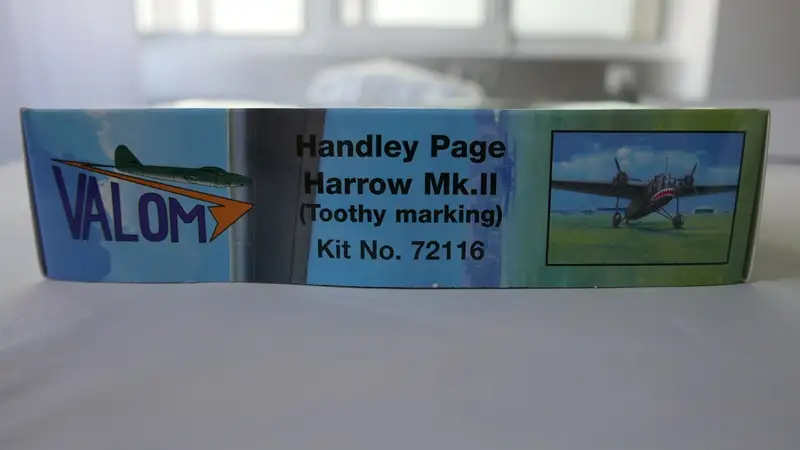 VALOM
Handley Page
Harrow Mk.II
(Toothy marking)
Kit No. 72116